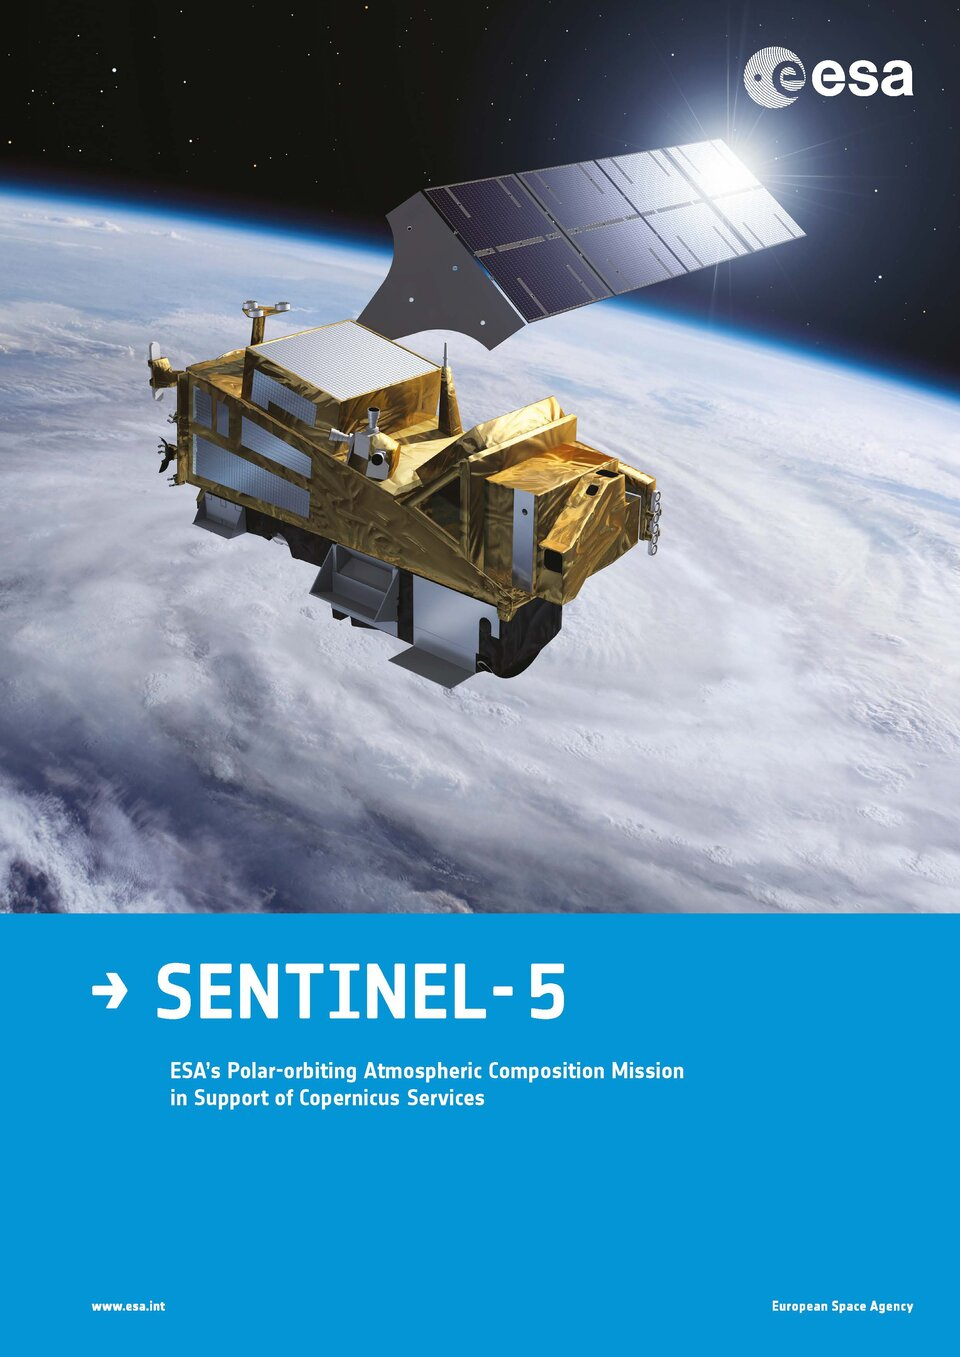 esa
→ SENTINEL-5
ESA’s Polar-orbiting Atmospheric Composition Mission
in Support of Copernicus Services
www.esa.int
European Space Agency